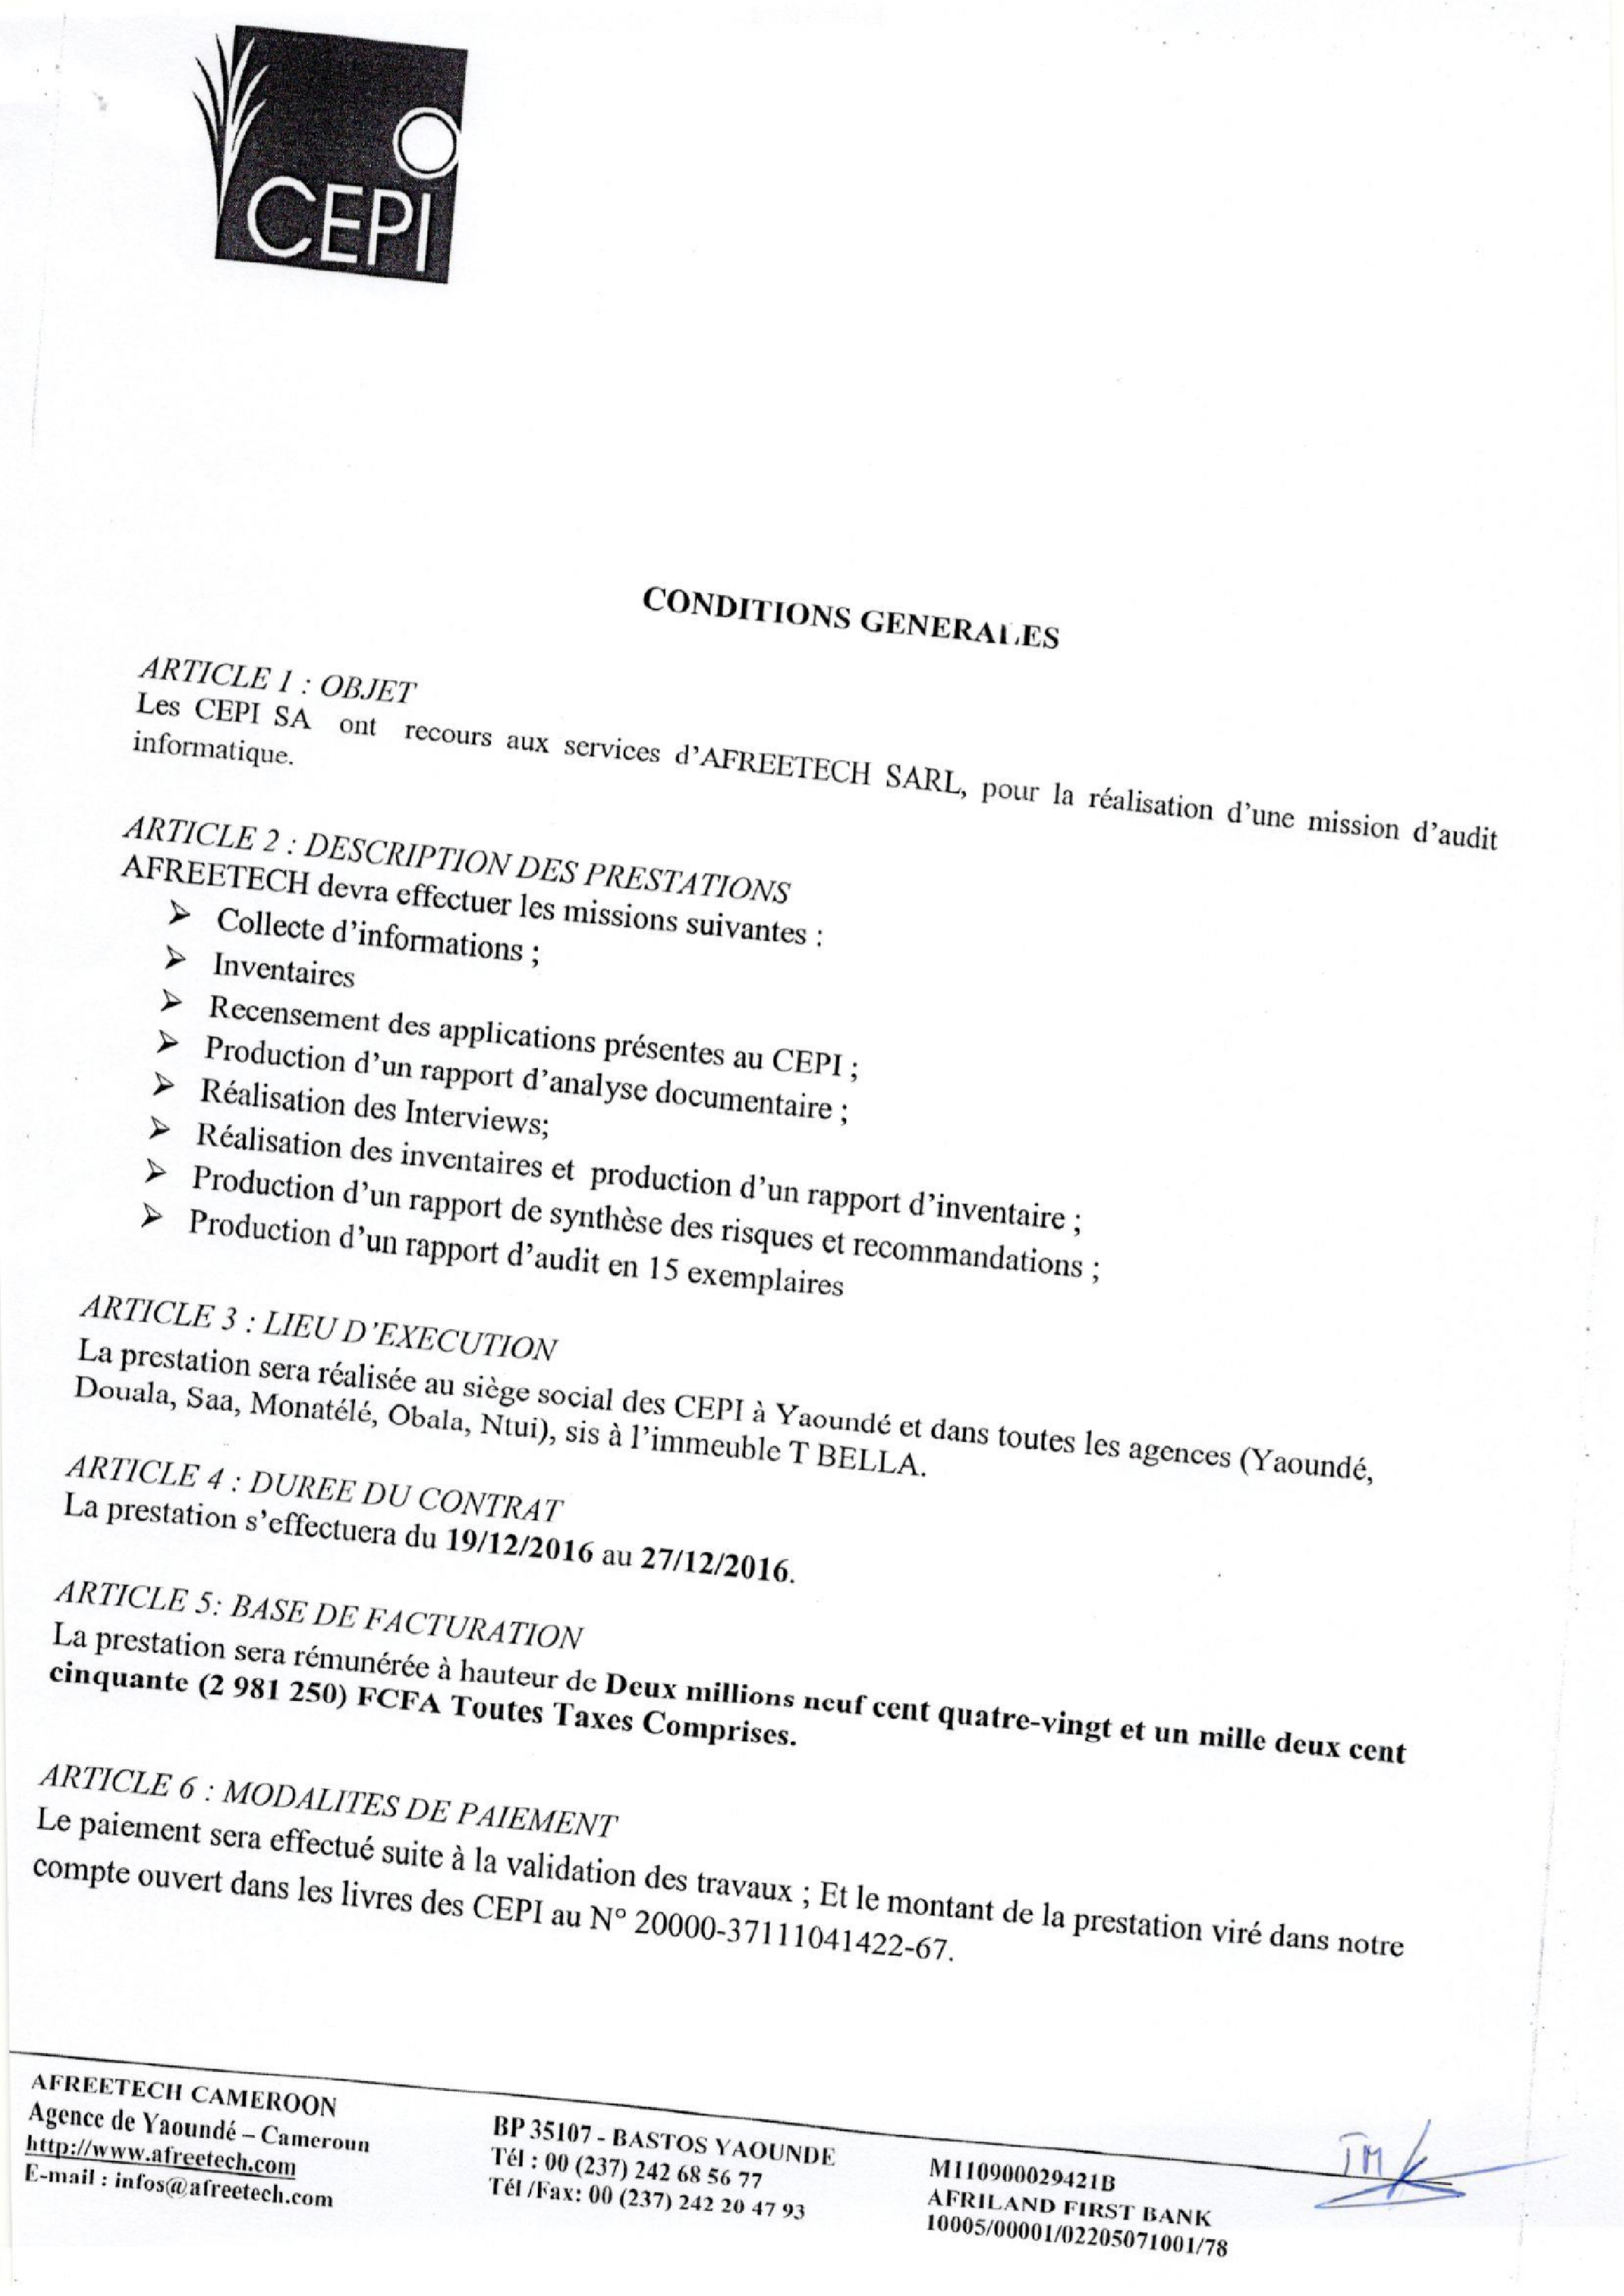 CEPI
CONDITIONS GENERALES
ARTICLE 1 : OBJET
Les CEPI SA ont recours aux services d'AFREETECH SARL, pour la réalisation d'une mission d'audit
informatique.
ARTICLE 2 : DESCRIPTION DES PRESTATIONS
AFREETECH devra effectuer les missions suivantes :
➢ Collecte d'informations ;
➢ Inventaires
➢ Recensement des applications présentes au CEPI ;
➢ Production d'un rapport d'analyse documentaire ;
➢ Réalisation des Interviews;
➢ Réalisation des inventaires et production d'un rapport d'inventaire ;
➢ Production d'un rapport de synthèse des risques et recommandations ;
➢ Production d'un rapport d'audit en 15 exemplaires
ARTICLE 3 : LIEU D'EXECUTION
La prestation sera réalisée au siège social des CEPI à Yaoundé et dans toutes les agences (Yaoundé,
Douala, Saa, Monatélé, Obala, Ntui), sis à l'immeuble T BELLA.
ARTICLE 4 : DUREE DU CONTRAT
La prestation s'effectuera du 19/12/2016 au 27/12/2016.
ARTICLE 5: BASE DE FACTURATION
La prestation sera rémunérée à hauteur de Deux millions neuf cent quatre-vingt et un mille deux cent
cinquante (2 981 250) FCFA Toutes Taxes Comprises.
ARTICLE 6 : MODALITES DE PAIEMENT
Le paiement sera effectué suite à la validation des travaux ; Et le montant de la prestation viré dans notre
compte ouvert dans les livres des CEPI au N° 20000-37111041422-67.
AFREETECH CAMEROON
Agence de Yaoundé – Cameroun
http://www.afreetech.com
E-mail : infos@afreetech.com
BP 35107 - BASTOS YAOUNDE
Tél : 00 (237) 242 68 56 77
Tél /Fax: 00 (237) 242 20 47 93
M110900029421B
AFRILAND FIRST BANK
10005/00001/02205071001/78